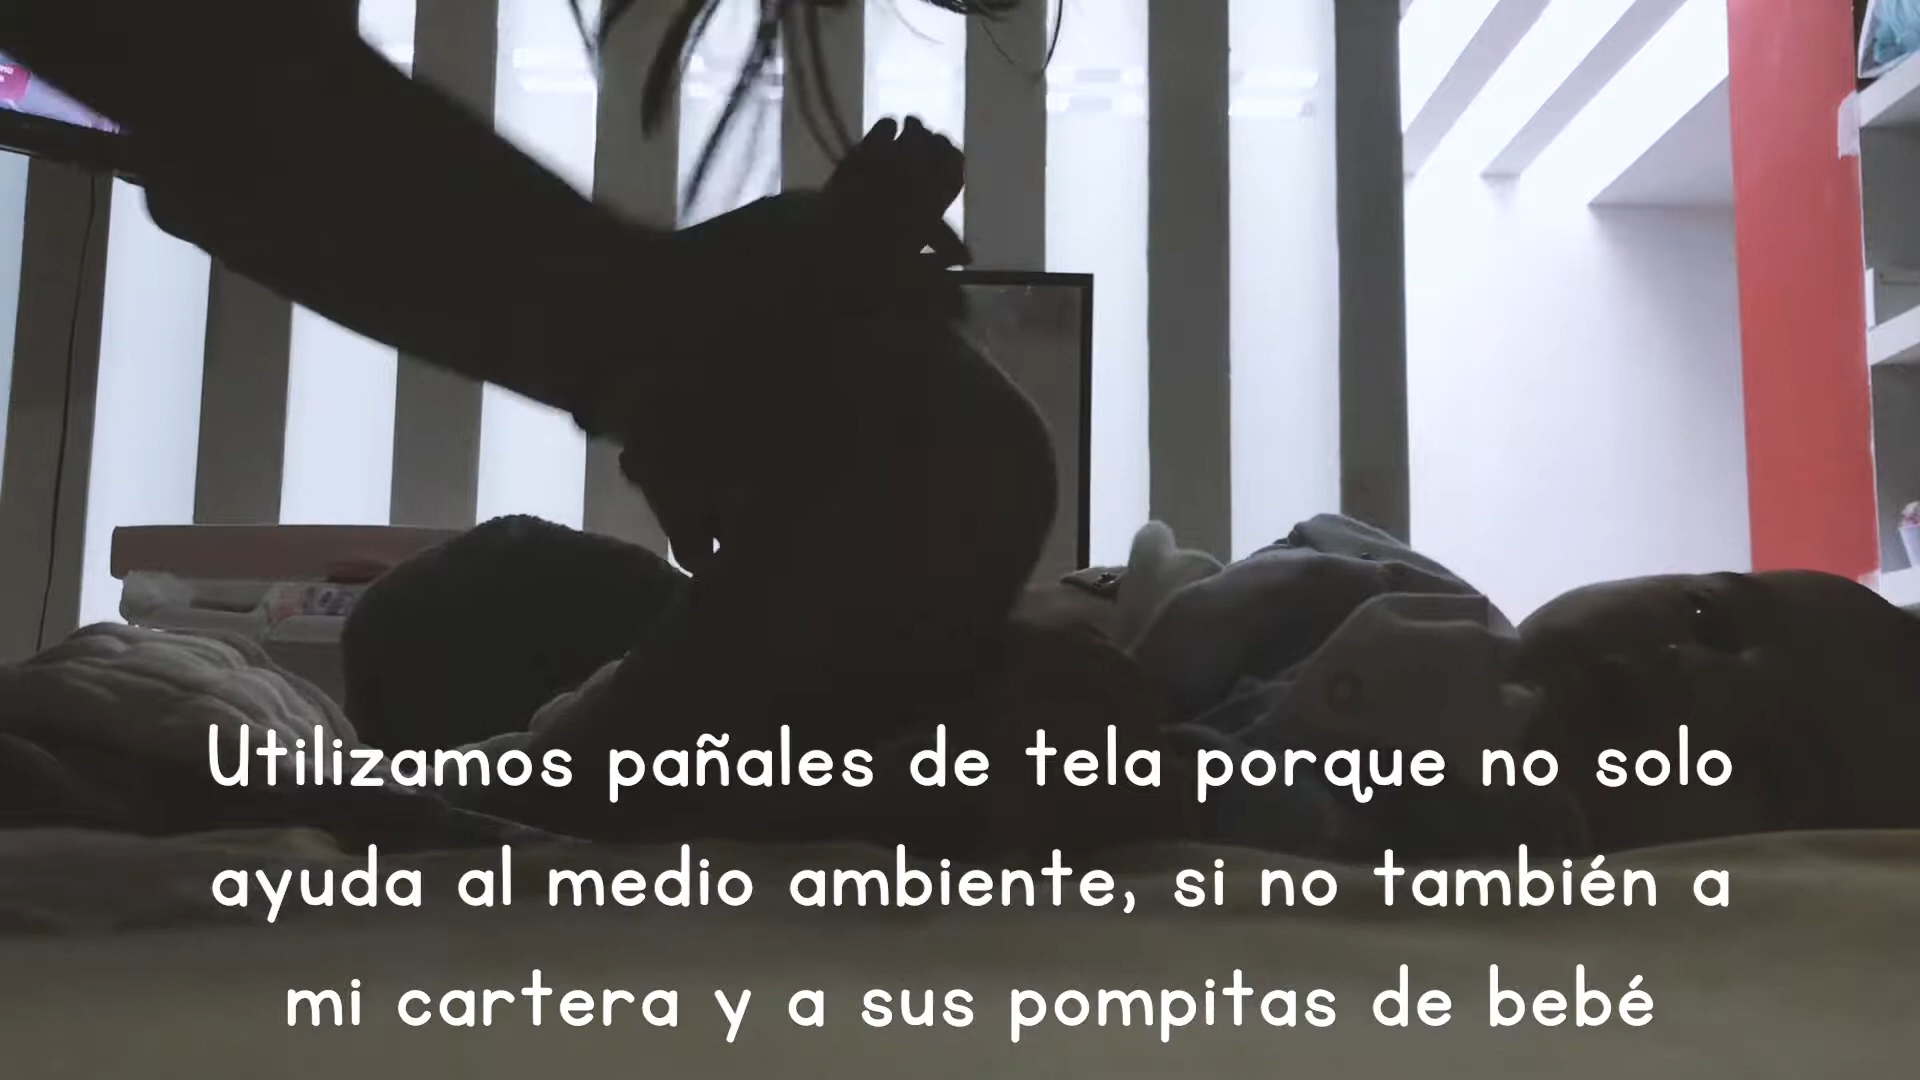 Utilizamos pañales de tela porque no solo
ayuda al medio ambiente, si no también a
mi cartera y a sus pompitas de bebé